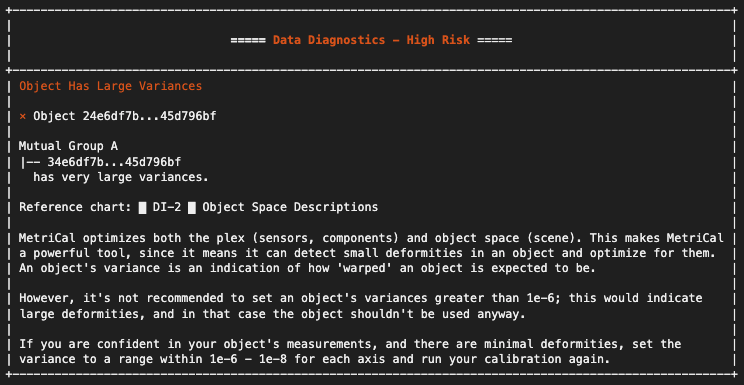 ===== Data Diagnostics - High Risk =====
Object Has Large Variances
× Object 24e6df7b...45d796bf
Mutual Group A
|-- 34e6df7b...45d796bf
has very large variances.
Reference chart: █ DI-2 █ Object Space Descriptions
MetriCal optimizes both the plex (sensors, components) and object space (scene). This makes MetriCal
a powerful tool, since it means it can detect small deformities in an object and optimize for them.
An object's variance is an indication of how 'warped' an object is expected to be.
However, it's not recommended to set an object's variances greater than 1e-6; this would indicate
large deformities, and in that case the object shouldn't be used anyway.
If you are confident in your object's measurements, and there are minimal deformities, set the
variance to a range within 1e-6 - 1e-8 for each axis and run your calibration again.